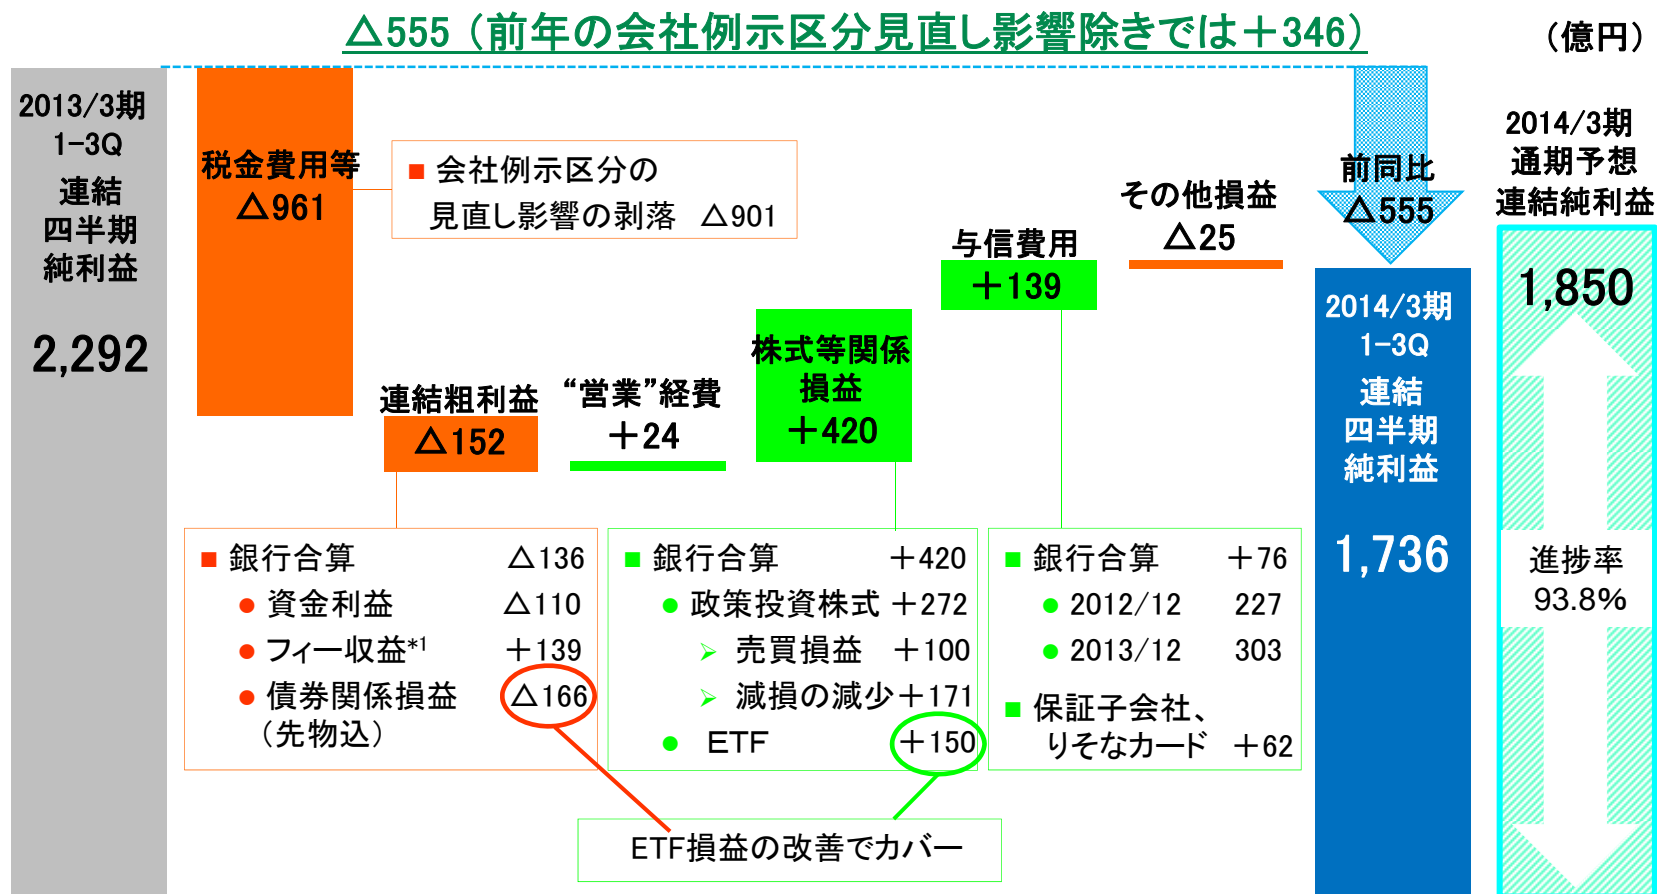 △555（前年の会社例示区分見直し影響除きでは＋346）
（億円）
2013/3期
1-3Q
連結
四半期
純利益
2,292
税金費用等
△961
■ 会社例示区分の
見直し影響の剥落 △901
連結粗利益
△152
“営業”経費
＋24
株式等関係
損益
＋420
与信費用
＋139
その他損益
△25
前同比
△555
2014/3期
1-3Q
連結
四半期
純利益
1,736
2014/3期
通期予想
連結純利益
1,850
進捗率
93.8%
■ 銀行合算 △136
● 資金利益 △110
● フィー収益*1 ＋139
● 債券関係損益 △166
（先物込）
■ 銀行合算 ＋420
● 政策投資株式 ＋272
➢ 売買損益 ＋100
➢ 減損の減少 ＋171
● ETF ＋150
■ 銀行合算 ＋76
● 2012/12 227
● 2013/12 303
■ 保証子会社、
りそなカード ＋62
ETF損益の改善でカバー